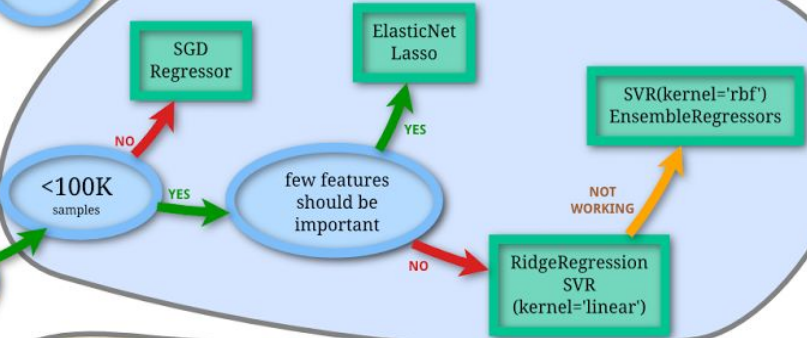 SGD
Regressor
ElasticNet
Lasso
SVR(kernel='rbf')
EnsembleRegressors
NO
YES
<100K
samples
YES
few features
should be
important
NOT
WORKING
NO
RidgeRegression
SVR
(kernel='linear')